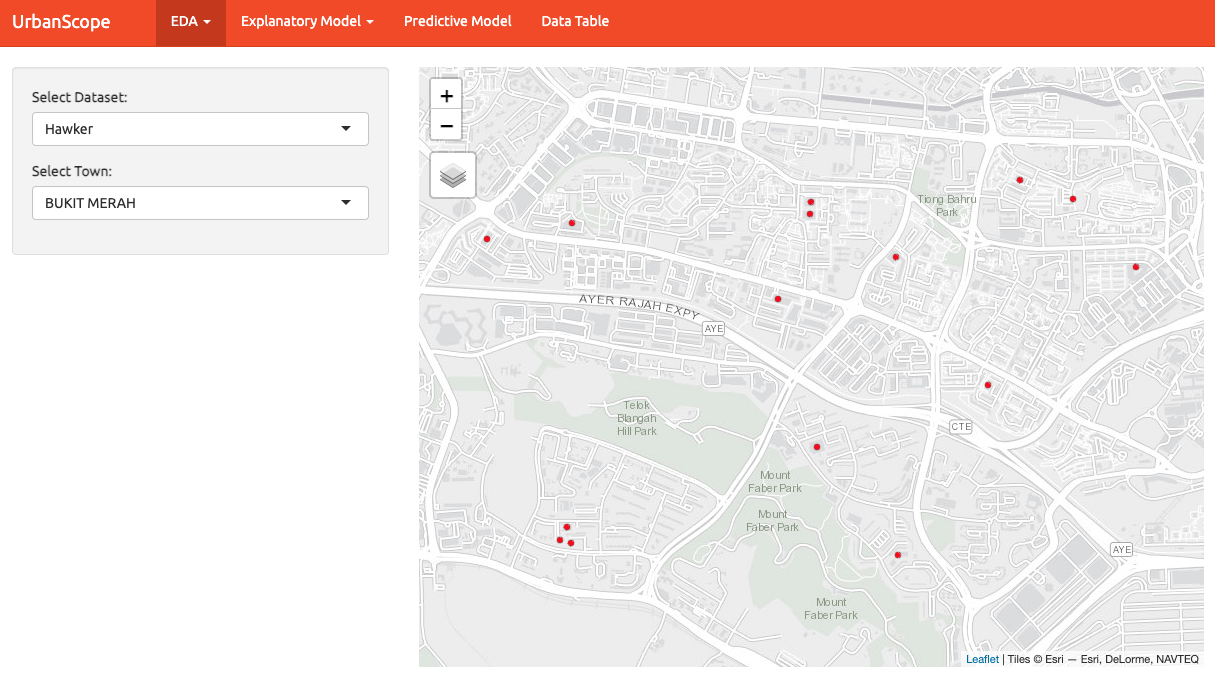 UrbanScope EDA Explanatory Model Predictive Model Data Table
Select Dataset:
Hawker
Select Town:
BUKIT MERAH
+
−
Tiong Bahru
Park
AYER RAJAH EXPY
AYE
Telok
Blangah
Hill Park
CTE
Mount
Faber Park
Mount
Faber Park
AYE
Mount
Faber Park
Leaflet | Tiles © Esri — Esri, DeLorme, NAVTEQ